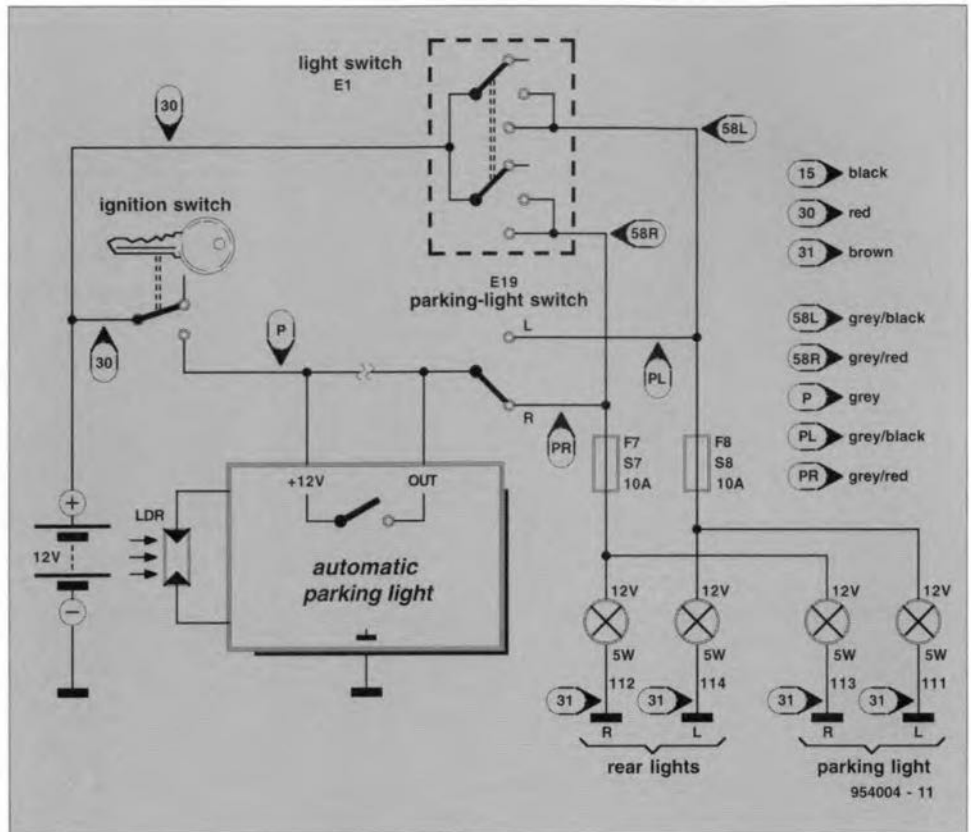 light switch
E1
30
58L
15 black
ignition switch
30 red
58R
31 brown
E19
parking-light switch
L
58L grey/black
P
30
58R grey/red
PL
P grey
R
PR
F7
S7
10A
F8
S8
10A
PL grey/black
PR grey/red
+12V OUT
LDR
+
12V
−
automatic
parking light
12V 12V 12V 12V
5W 5W 5W 5W
112 114 113 111
31 31 31 31
R L R L
rear lights parking light
954004 - 11